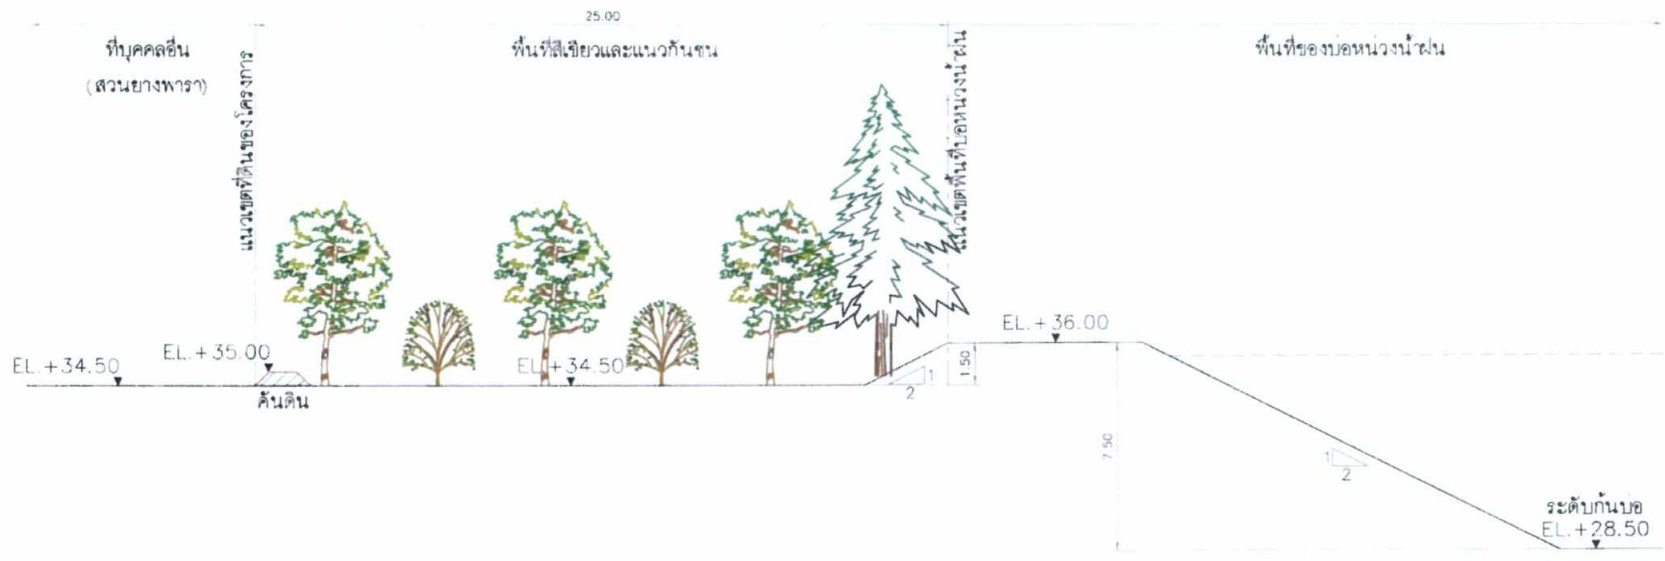 25.00
ที่บุคคลอื่น
(สวนยางพารา)
แนวเขตที่ดินของโครงการ
พื้นที่สีเขียวและแนวกันชน
แนวเขตพื้นที่บ่อหน่วงน้ำฝน
พื้นที่ของบ่อหน่วงน้ำฝน
EL.+34.50
EL.+35.00
คันดิน
EL.+34.50
EL.+36.00
1.50
1
2
7.50
1
2
ระดับก้นบ่อ
EL.+28.50